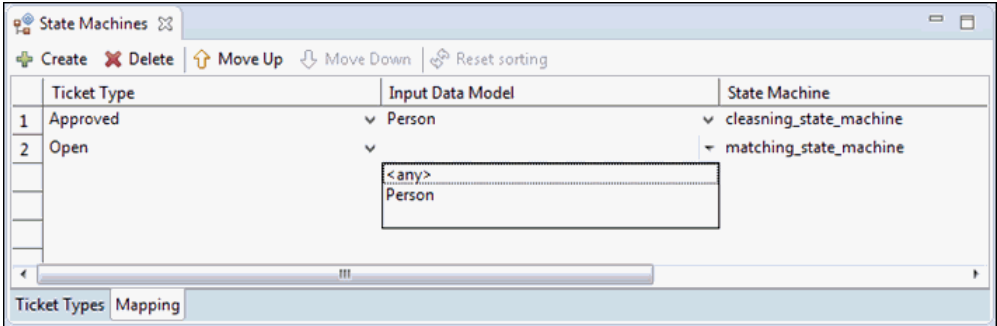 State Machines
Create Delete Move Up Move Down Reset sorting
Ticket Type Input Data Model State Machine
1 Approved Person cleasning_state_machine
2 Open matching_state_machine
<any>
Person
Ticket Types Mapping